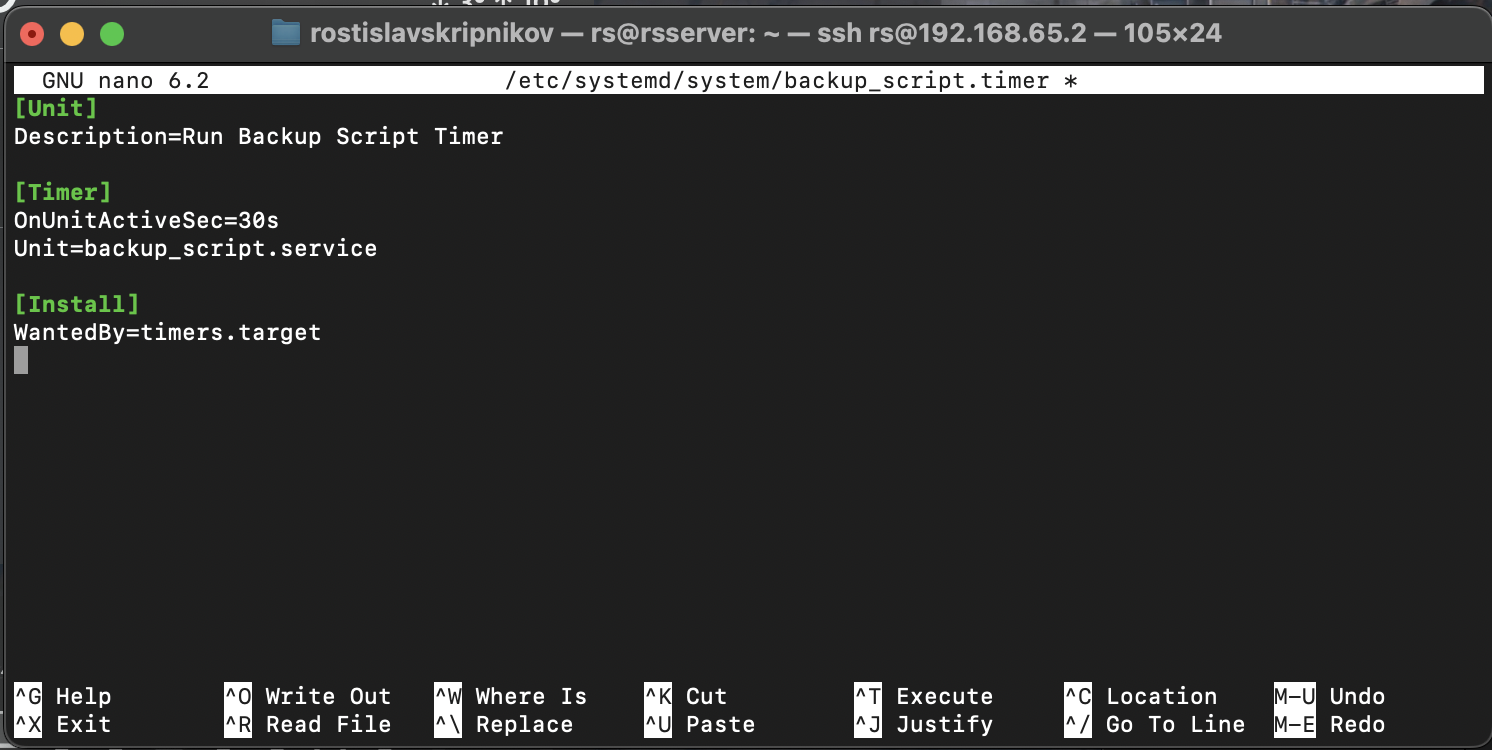 rostislavskripnikov — rs@rsserver: ~ — ssh rs@192.168.65.2 — 105×24
GNU nano 6.2 /etc/systemd/system/backup_script.timer *
[Unit]
Description=Run Backup Script Timer
[Timer]
OnUnitActiveSec=30s
Unit=backup_script.service
[Install]
WantedBy=timers.target
^G Help ^O Write Out ^W Where Is ^K Cut ^T Execute ^C Location M-U Undo
^X Exit ^R Read File ^\ Replace ^U Paste ^J Justify ^/ Go To Line M-E Redo